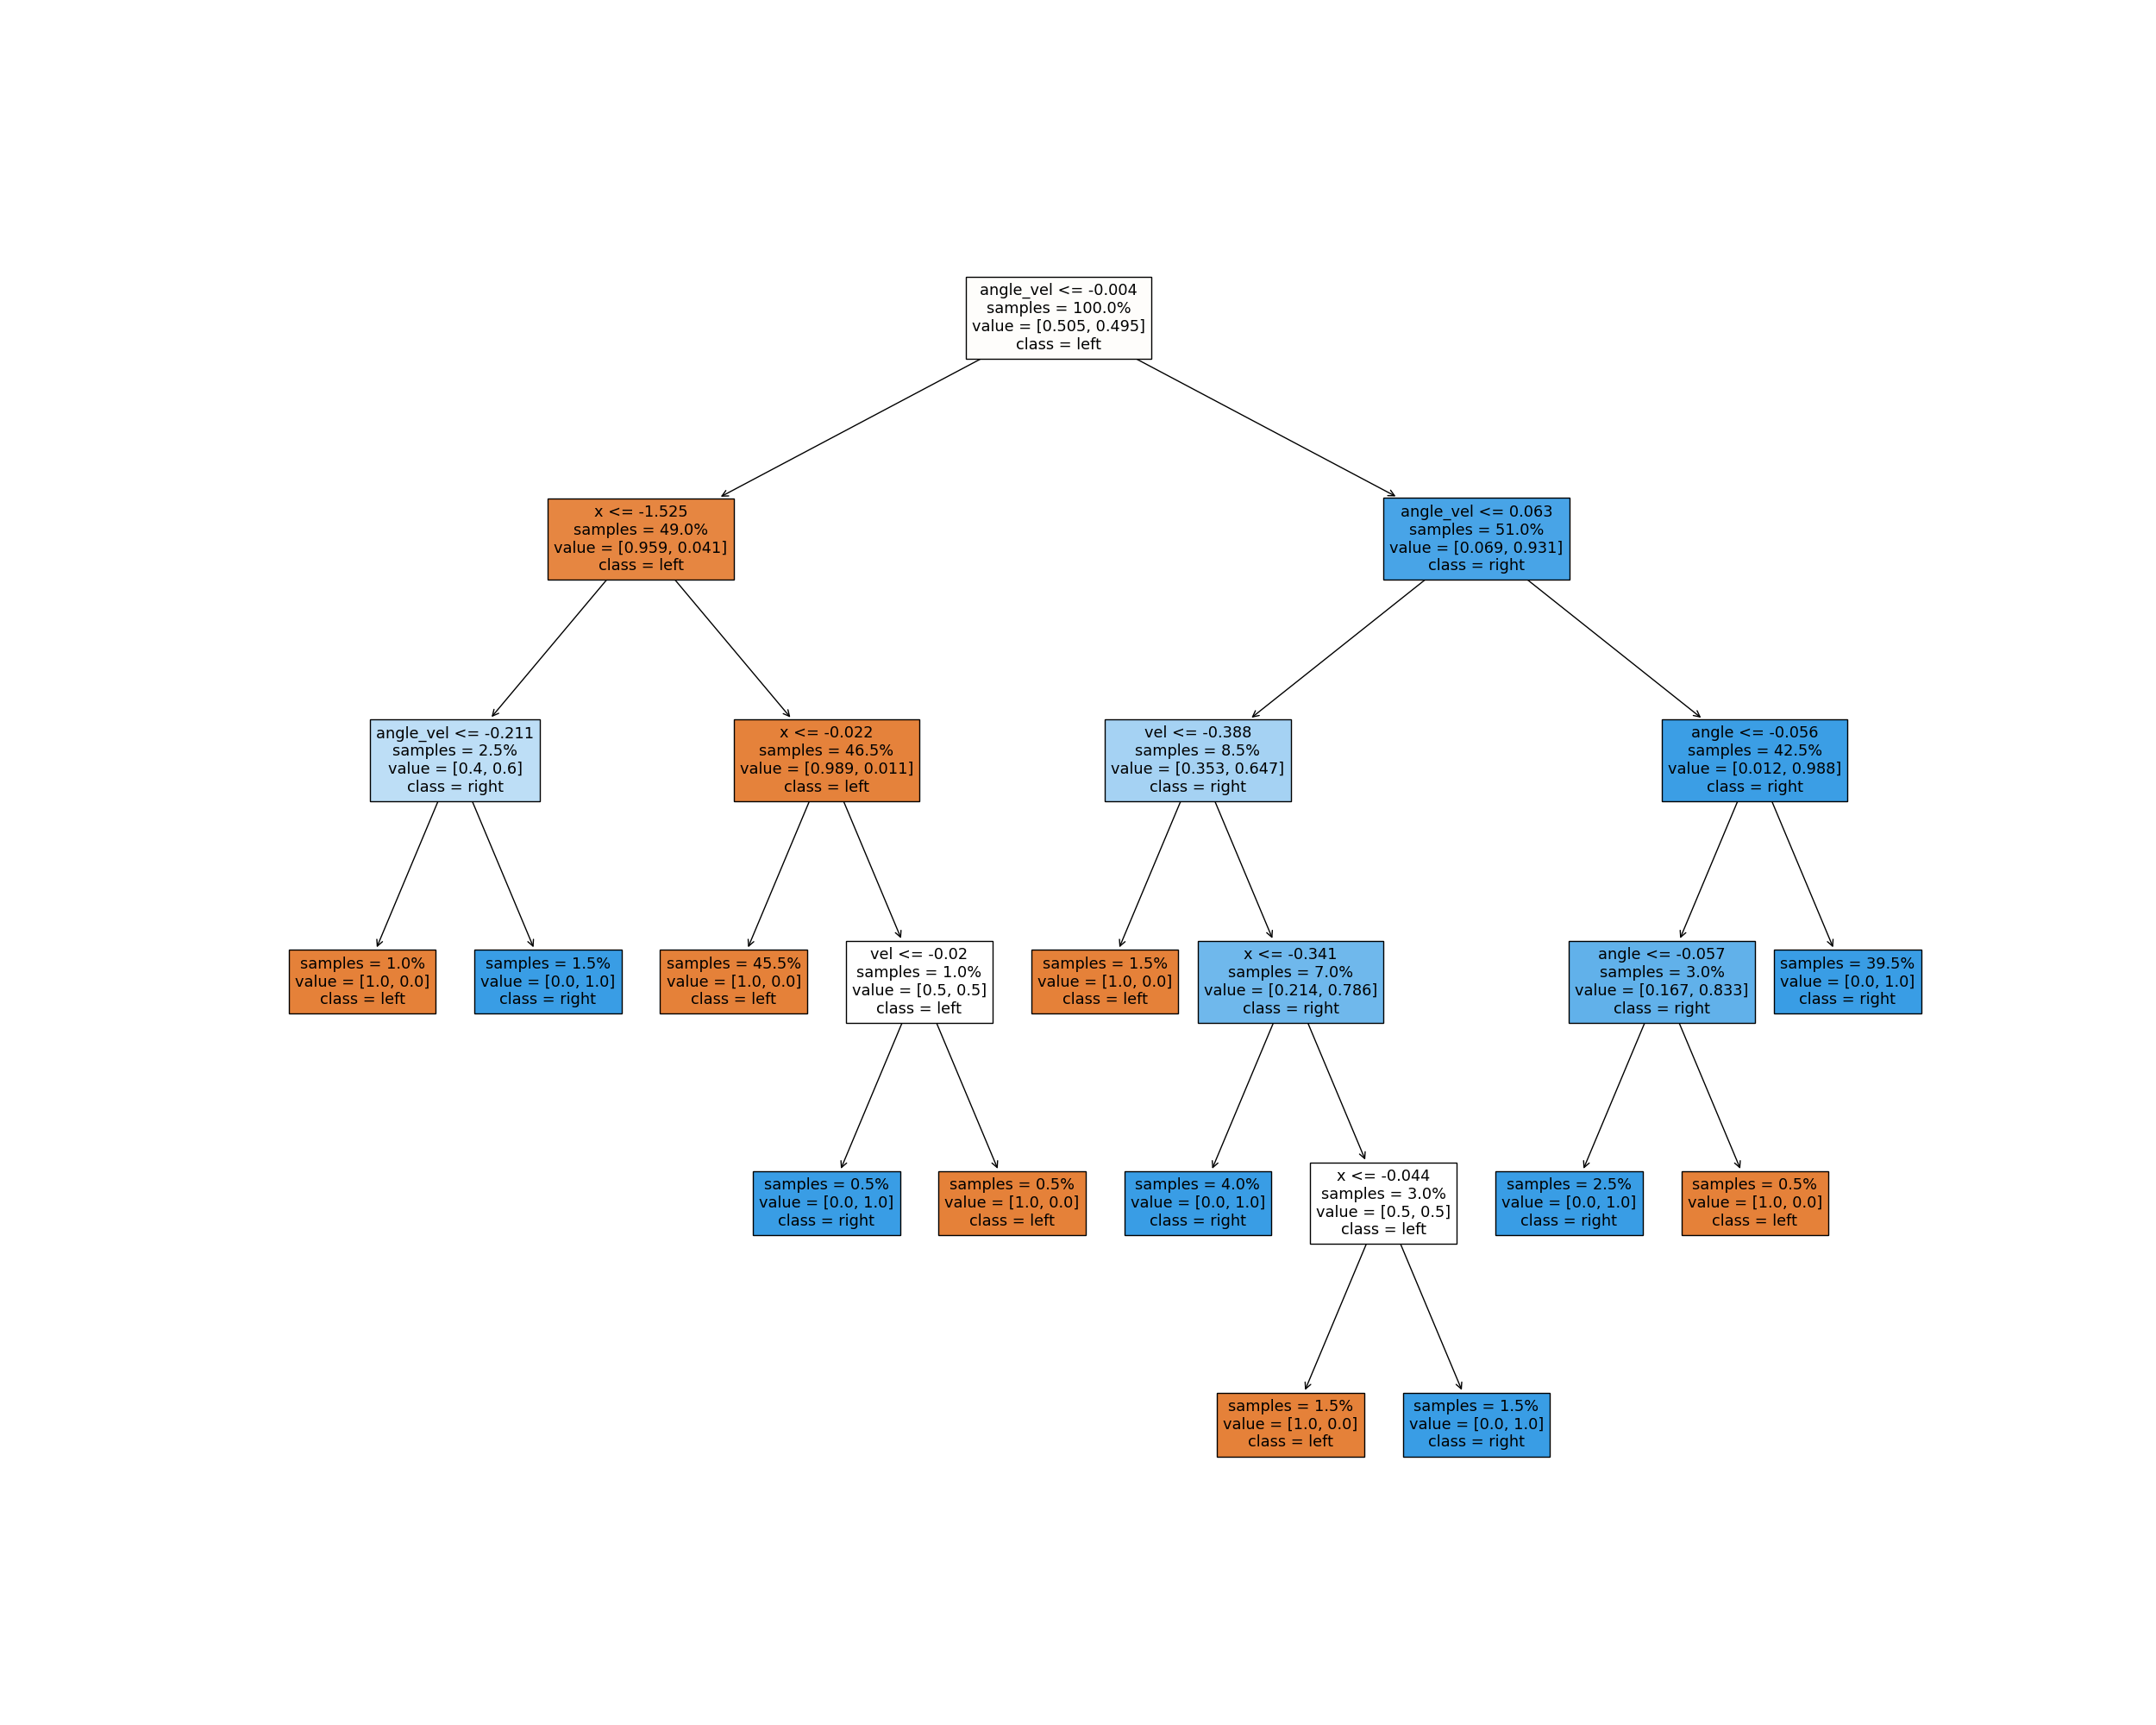 angle_vel <= -0.004
samples = 100.0%
value = [0.505, 0.495]
class = left
x <= -1.525
samples = 49.0%
value = [0.959, 0.041]
class = left
angle_vel <= 0.063
samples = 51.0%
value = [0.069, 0.931]
class = right
angle_vel <= -0.211
samples = 2.5%
value = [0.4, 0.6]
class = right
x <= -0.022
samples = 46.5%
value = [0.989, 0.011]
class = left
vel <= -0.388
samples = 8.5%
value = [0.353, 0.647]
class = right
angle <= -0.056
samples = 42.5%
value = [0.012, 0.988]
class = right
samples = 1.0%
value = [1.0, 0.0]
class = left
samples = 1.5%
value = [0.0, 1.0]
class = right
samples = 45.5%
value = [1.0, 0.0]
class = left
vel <= -0.02
samples = 1.0%
value = [0.5, 0.5]
class = left
samples = 1.5%
value = [1.0, 0.0]
class = left
x <= -0.341
samples = 7.0%
value = [0.214, 0.786]
class = right
angle <= -0.057
samples = 3.0%
value = [0.167, 0.833]
class = right
samples = 39.5%
value = [0.0, 1.0]
class = right
samples = 0.5%
value = [0.0, 1.0]
class = right
samples = 0.5%
value = [1.0, 0.0]
class = left
samples = 4.0%
value = [0.0, 1.0]
class = right
x <= -0.044
samples = 3.0%
value = [0.5, 0.5]
class = left
samples = 2.5%
value = [0.0, 1.0]
class = right
samples = 0.5%
value = [1.0, 0.0]
class = left
samples = 1.5%
value = [1.0, 0.0]
class = left
samples = 1.5%
value = [0.0, 1.0]
class = right